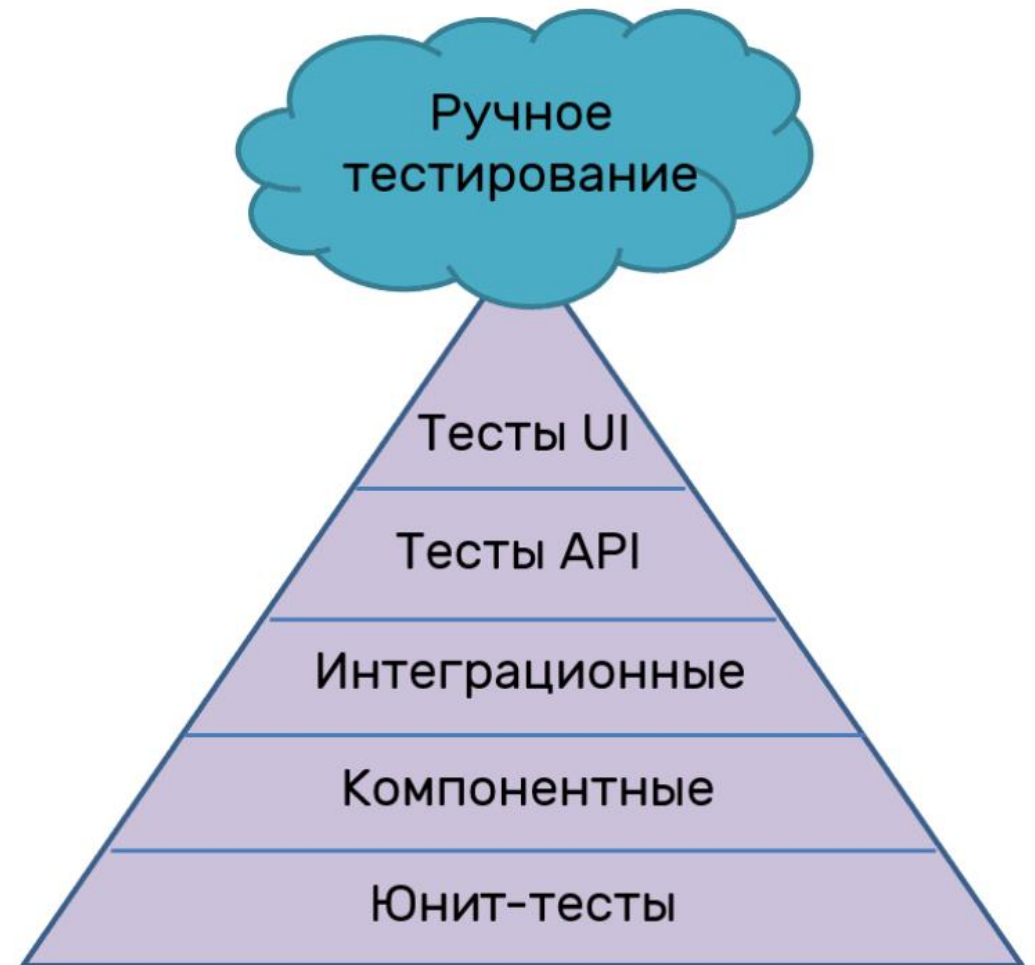 Ручное
тестирование
Тесты UI
Тесты API
Интеграционные
Компонентные
Юнит-тесты